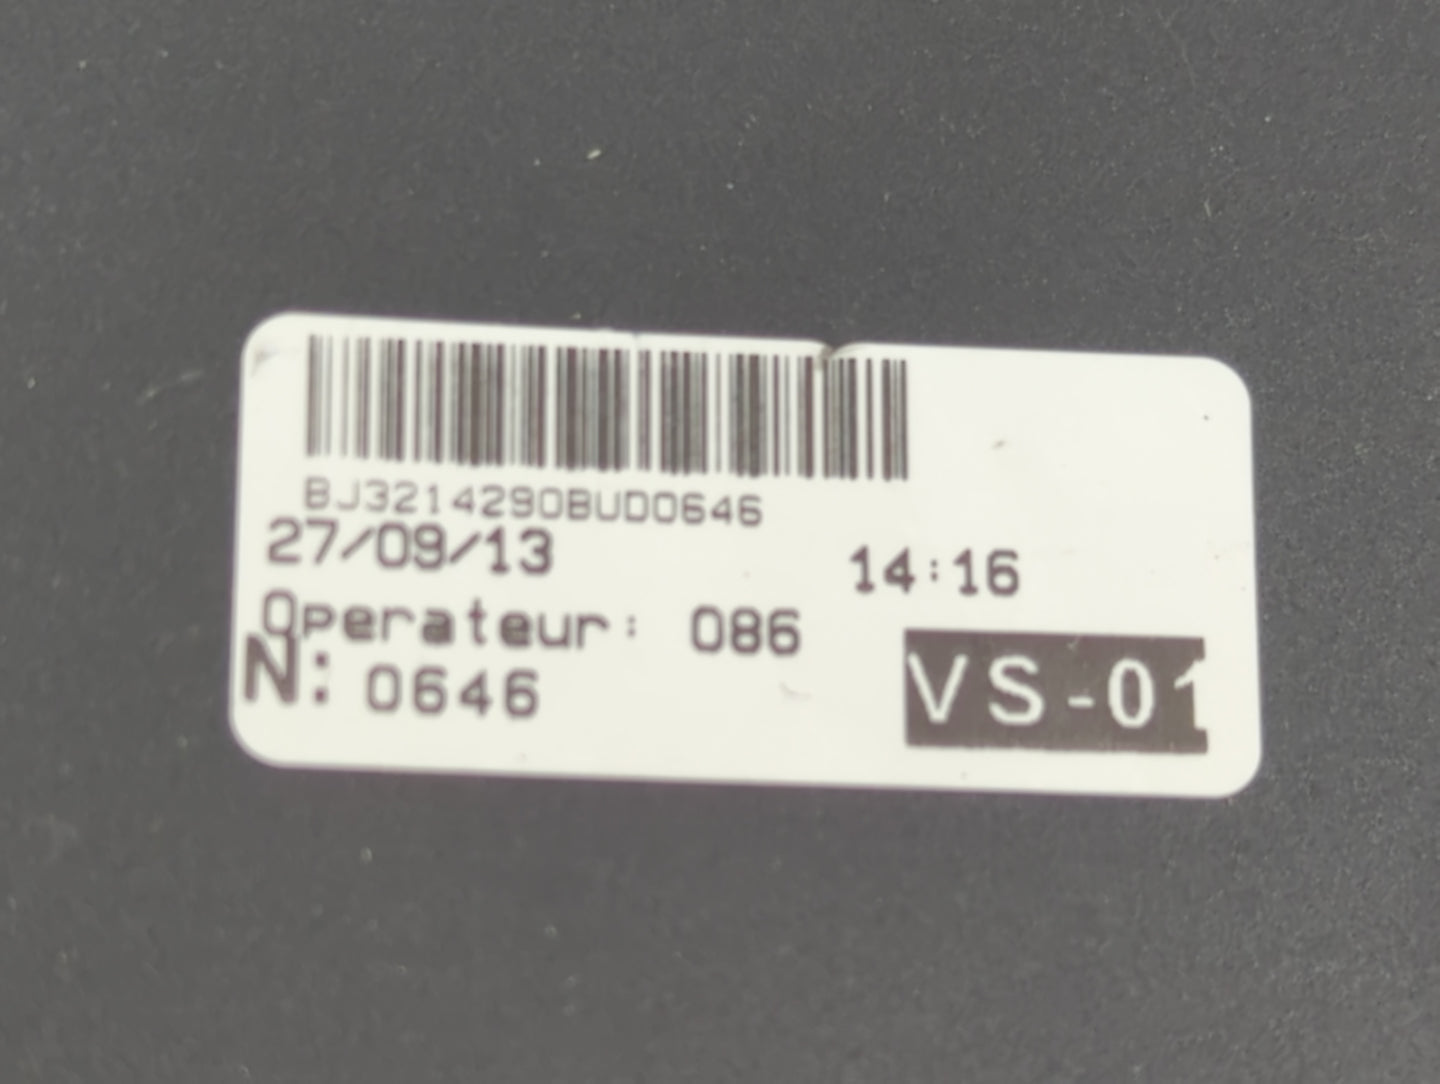 BJ3214290BUD0646
27/09/13 14:16
Operateur: 086
N: 0646
VS-01